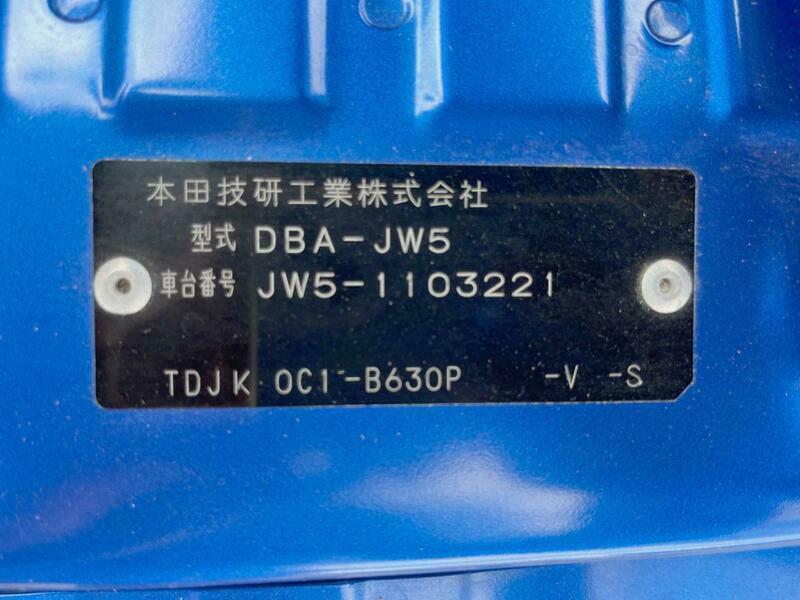 本田技研工業株式会社
型式 DBA-JW5
車台番号 JW5-1103221
TDJK 0C1-B630P -V -S